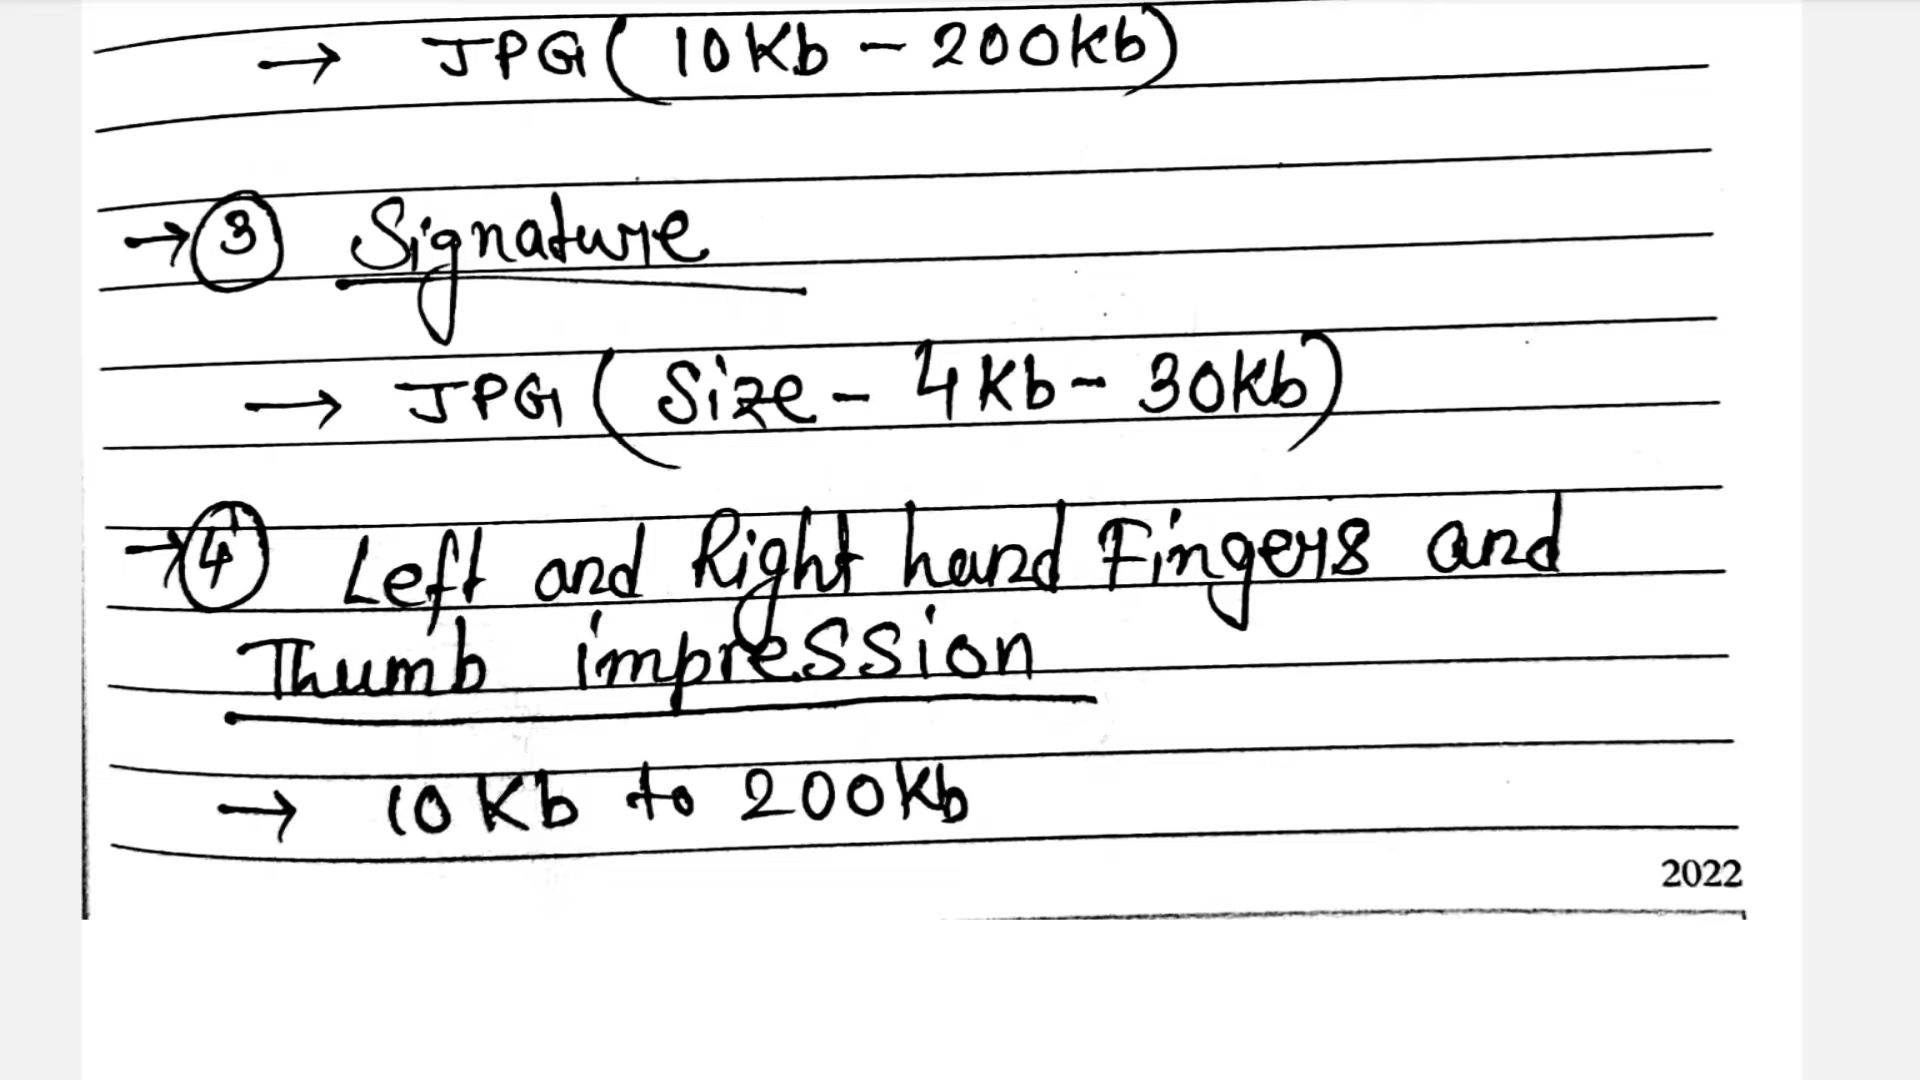 → JPG (10Kb - 200kb)
→ ③ Signature
→ JPG (Size - 4Kb - 30Kb)
→ ④ Left and Right hand Fingers and
Thumb impression
→ 10Kb to 200Kb
2022